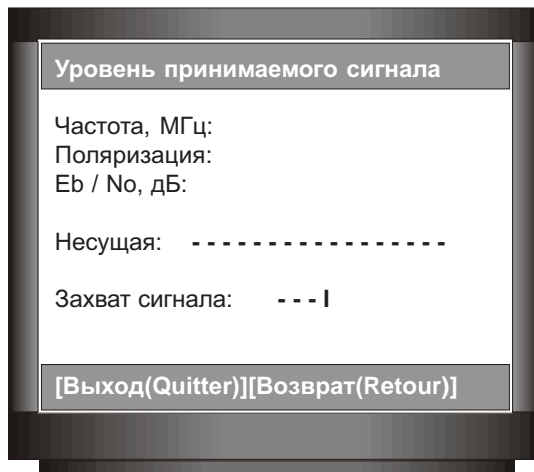 Уровень принимаемого сигнала
Частота, МГц:
Поляризация:
Eb / No, дБ:
Несущая: - - - - - - - - - - - - - - - - -
Захват сигнала: - - - I
[Выход(Quitter)][Возврат(Retour)]